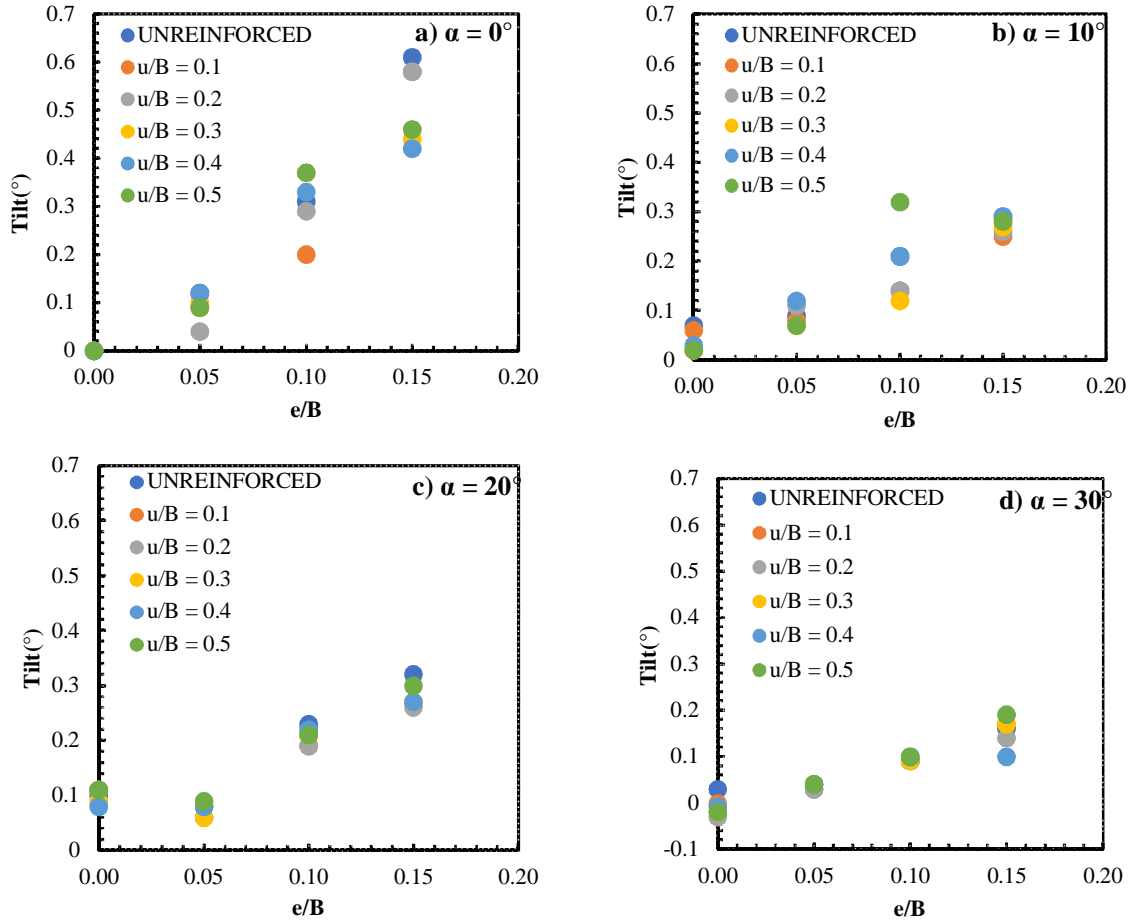 a) α = 0°
Tilt(°)
0.7
0.6
0.5
0.4
0.3
0.2
0.1
0
UNREINFORCED
u/B = 0.1
u/B = 0.2
u/B = 0.3
u/B = 0.4
u/B = 0.5
0.00 0.05 0.10 0.15 0.20
e/B
b) α = 10°
Tilt(°)
0.7
0.6
0.5
0.4
0.3
0.2
0.1
0
UNREINFORCED
u/B = 0.1
u/B = 0.2
u/B = 0.3
u/B = 0.4
u/B = 0.5
0.00 0.05 0.10 0.15 0.20
e/B
c) α = 20°
Tilt(°)
0.7
0.6
0.5
0.4
0.3
0.2
0.1
0
UNREINFORCED
u/B = 0.1
u/B = 0.2
u/B = 0.3
u/B = 0.4
u/B = 0.5
0.00 0.05 0.10 0.15 0.20
e/B
d) α = 30°
Tilt(°)
0.7
0.6
0.5
0.4
0.3
0.2
0.1
0
-0.1
UNREINFORCED
u/B = 0.1
u/B = 0.2
u/B = 0.3
u/B = 0.4
u/B = 0.5
0.00 0.05 0.10 0.15 0.20
e/B